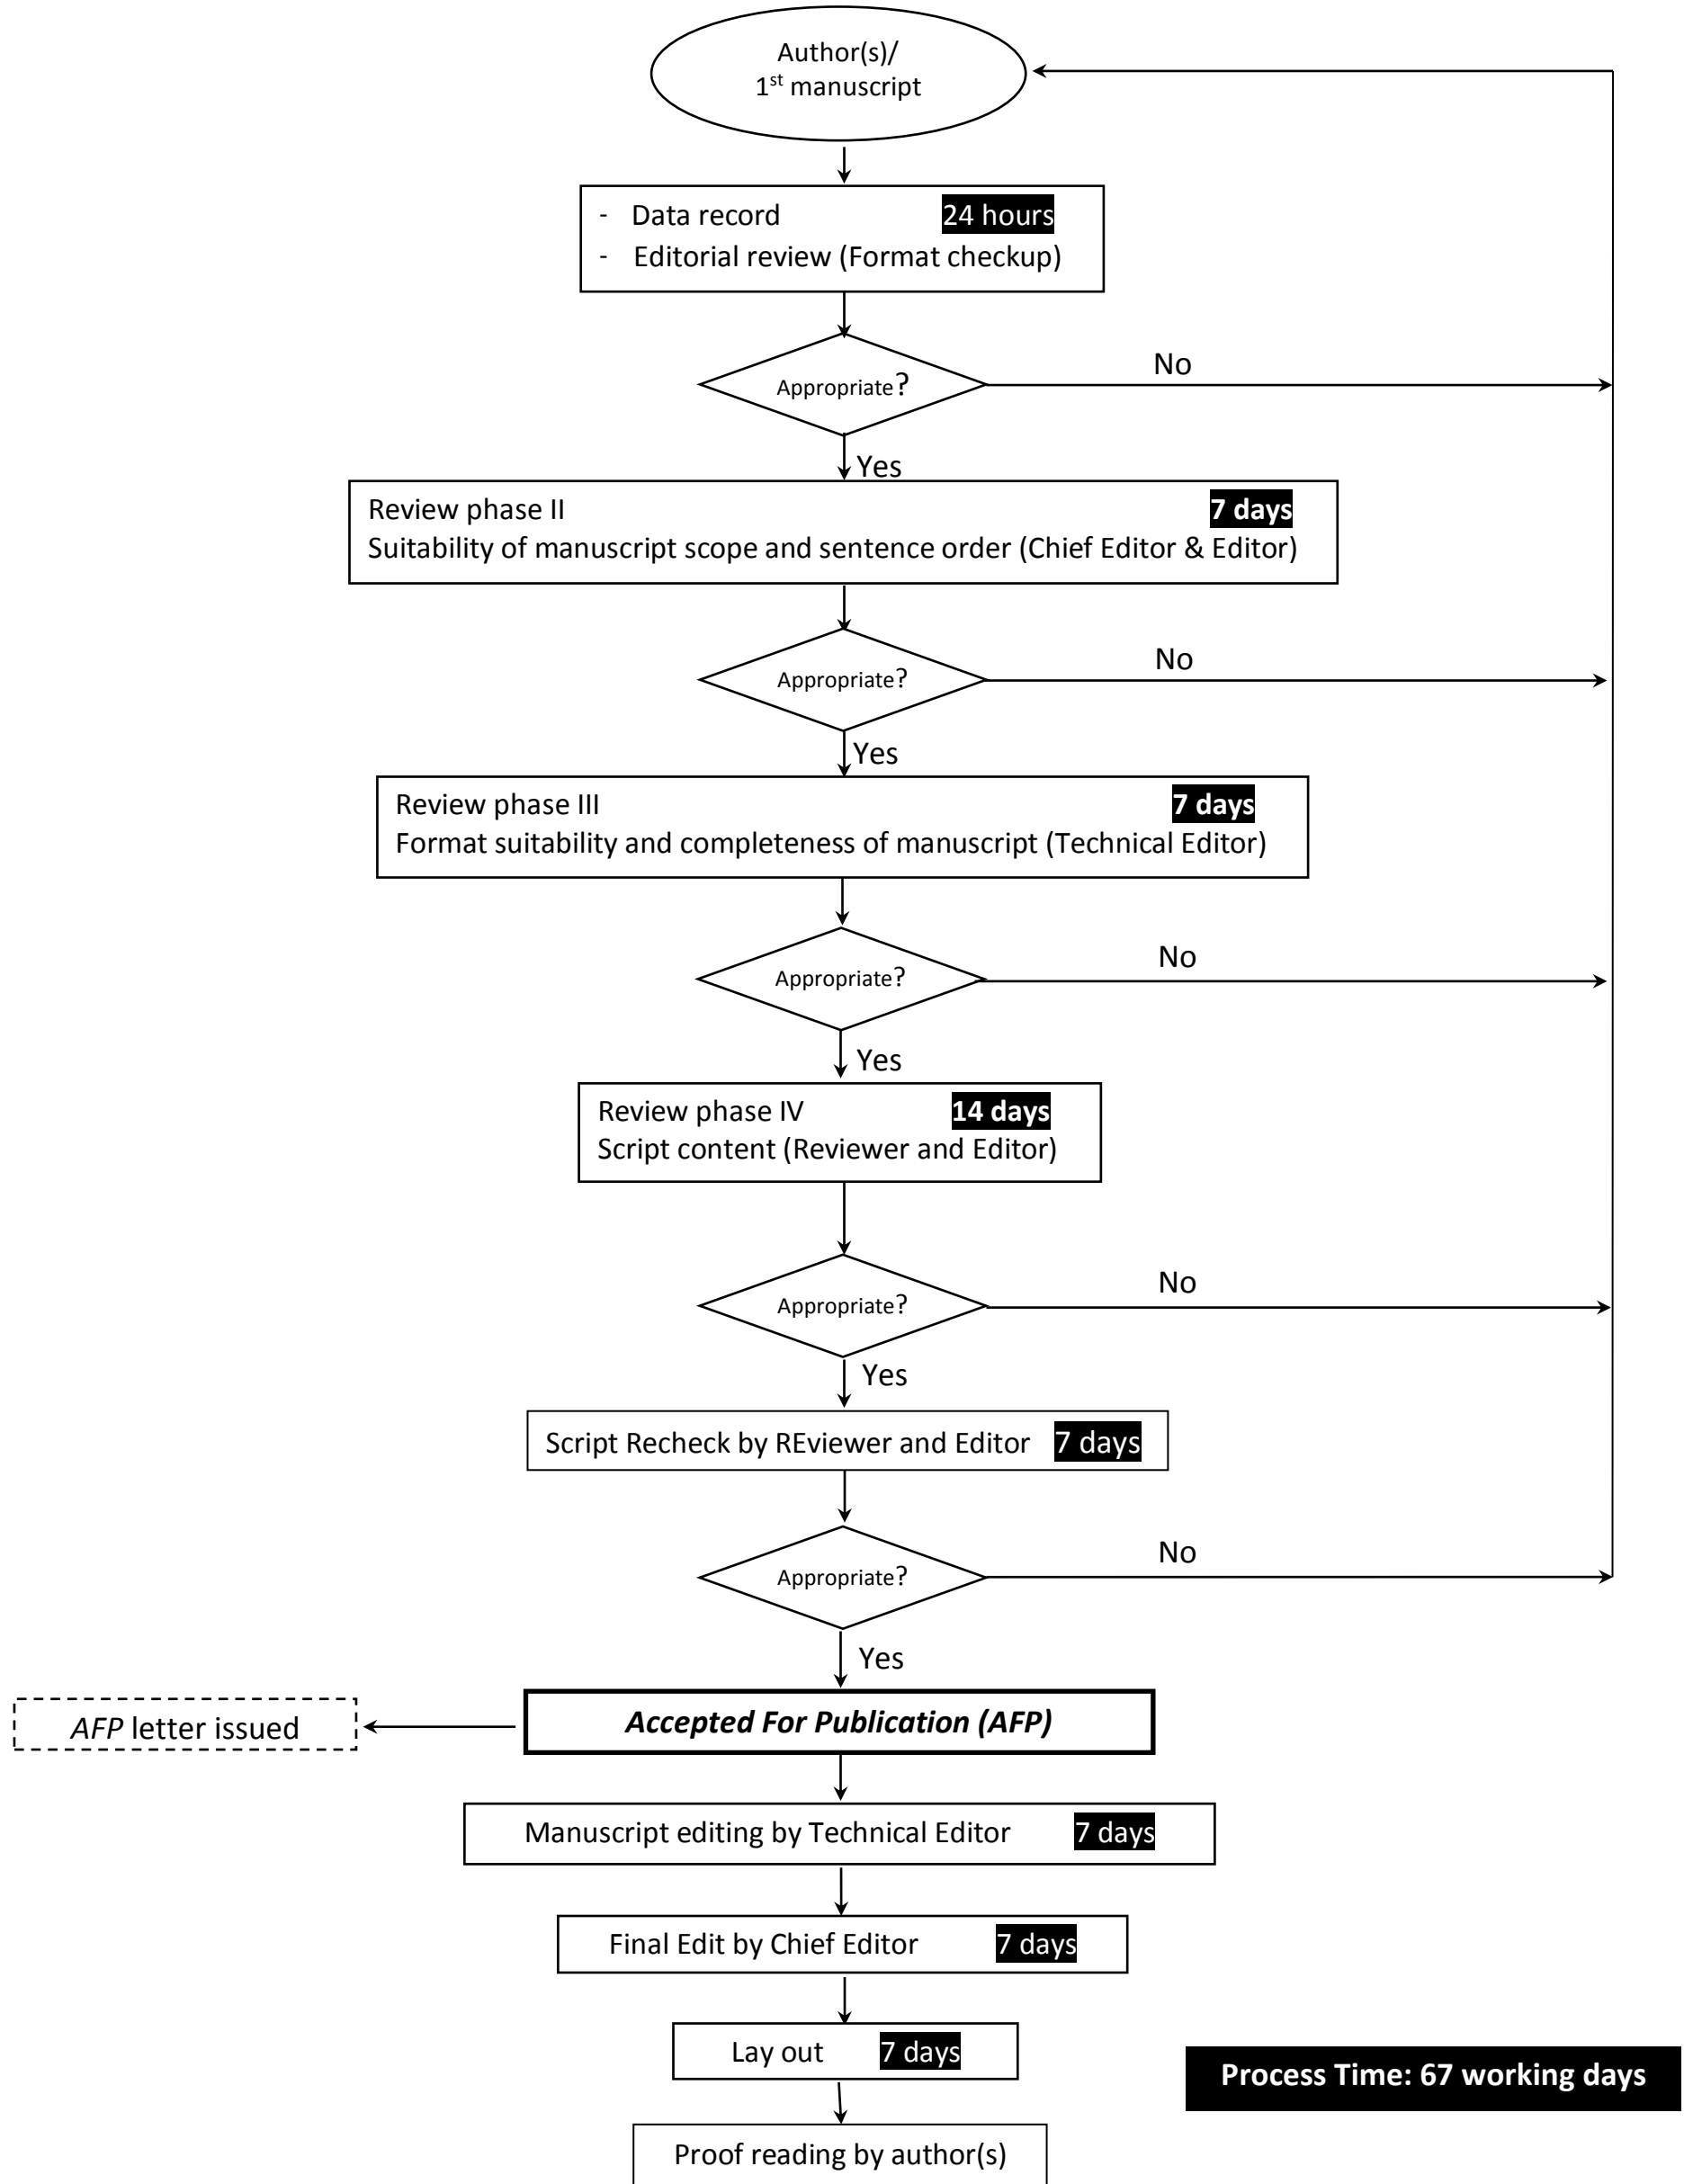 Author(s)/
1st manuscript
- Data record 24 hours
- Editorial review (Format checkup)
Appropriate?
No
Yes
Review phase II 7 days
Suitability of manuscript scope and sentence order (Chief Editor & Editor)
Appropriate?
No
Yes
Review phase III 7 days
Format suitability and completeness of manuscript (Technical Editor)
Appropriate?
No
Yes
Review phase IV 14 days
Script content (Reviewer and Editor)
Appropriate?
No
Yes
Script Recheck by REviewer and Editor 7 days
Appropriate?
No
Yes
AFP letter issued
Accepted For Publication (AFP)
Manuscript editing by Technical Editor 7 days
Final Edit by Chief Editor 7 days
Lay out 7 days
Process Time: 67 working days
Proof reading by author(s)